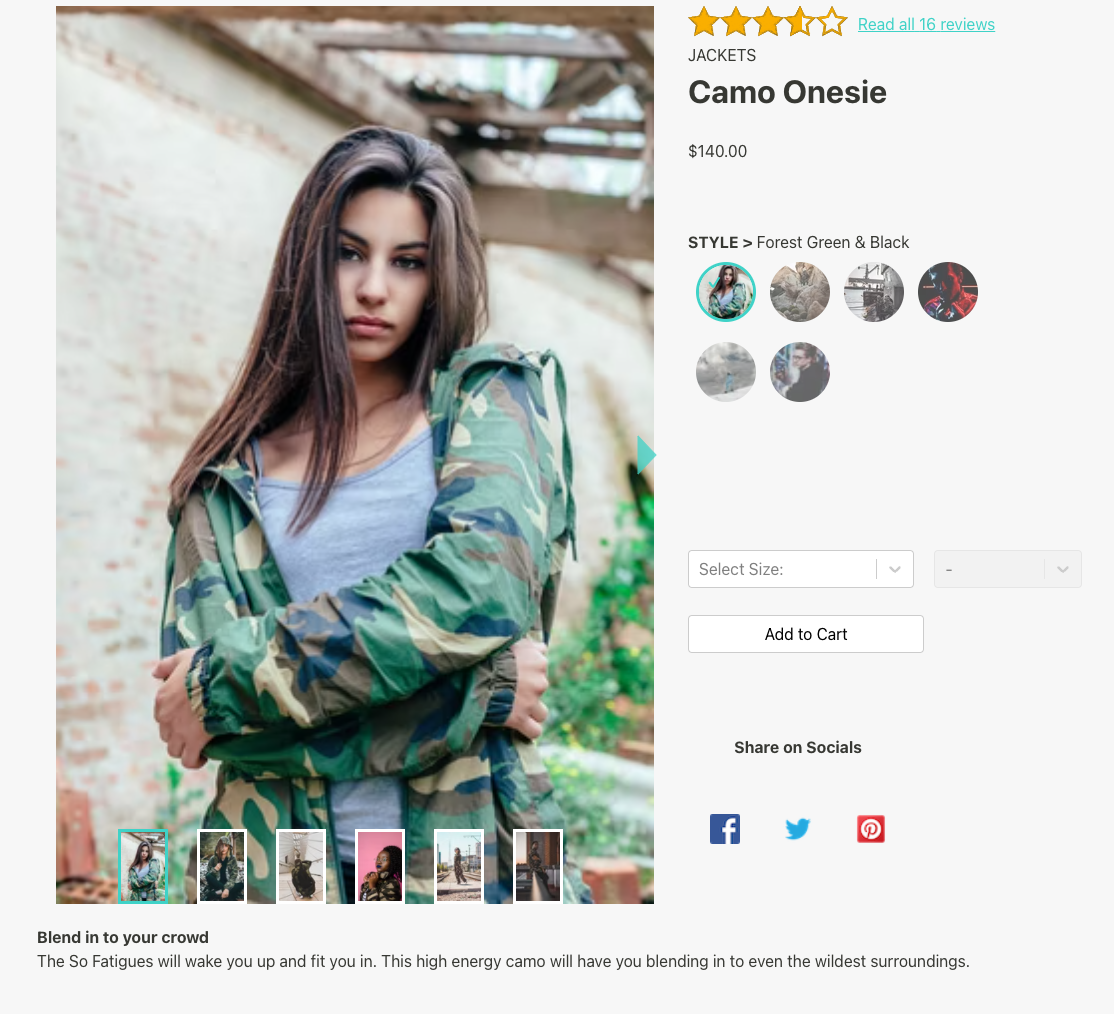 Read all 16 reviews
JACKETS
Camo Onesie
$140.00
STYLE > Forest Green & Black
Select Size:
-
Add to Cart
Share on Socials
Blend in to your crowd
The So Fatigues will wake you up and fit you in. This high energy camo will have you blending in to even the wildest surroundings.